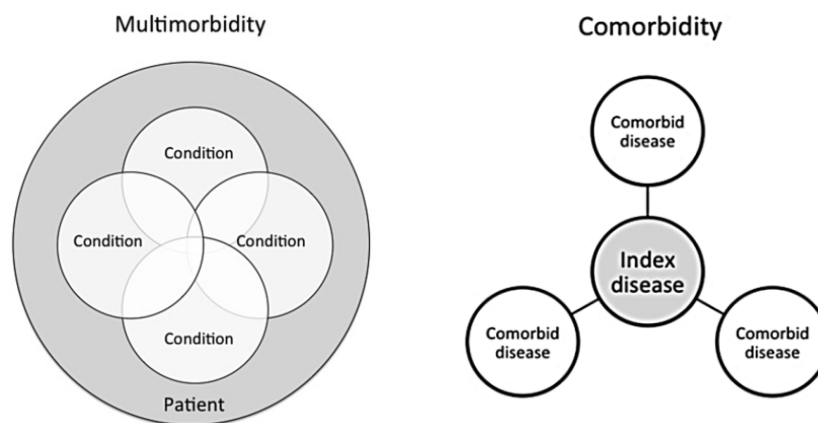 Multimorbidity
Condition
Condition
Condition
Condition
Patient
Comorbidity
Comorbid
disease
Index
disease
Comorbid
disease
Comorbid
disease